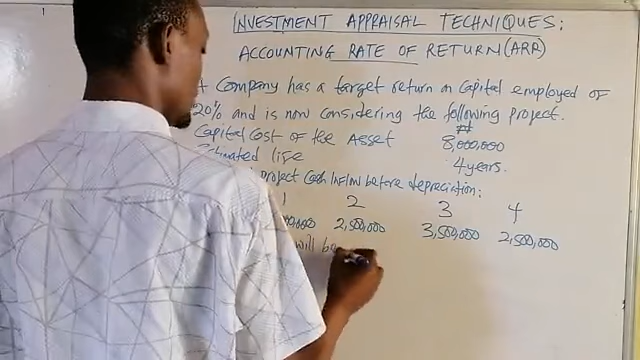 INVESTMENT APPRAISAL TECHNIQUES:
ACCOUNTING RATE OF RETURN (ARR)
A Company has a target return on Capital employed of
20% and is now considering the following project.
₦
Capital Cost of the Asset 8,000,000
Estimated life 4 years.
Project Cash Inflow before depreciation:
1 2 3 4
2,500,000 3,500,000 2,500,000
will be